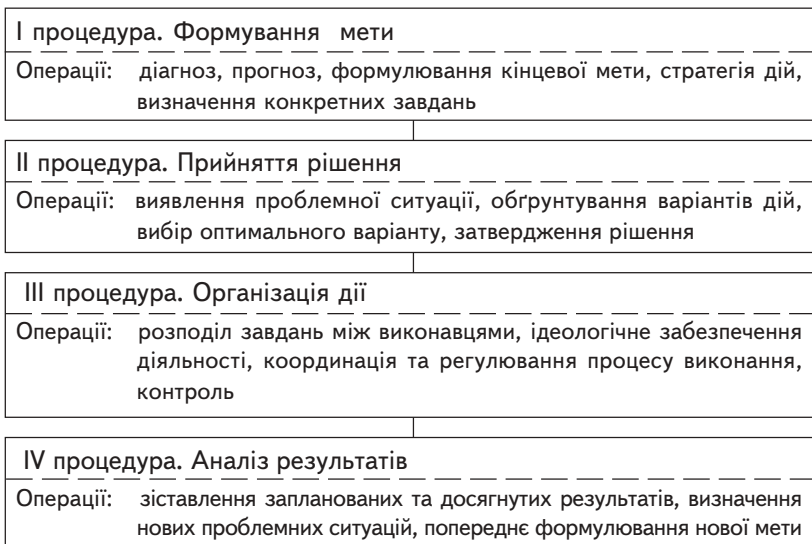 І процедура. Формування мети
Операції: діагноз, прогноз, формулювання кінцевої мети, стратегія дій,
визначення конкретних завдань
ІІ процедура. Прийняття рішення
Операції: виявлення проблемної ситуації, обґрунтування варіантів дій,
вибір оптимального варіанту, затвердження рішення
ІІІ процедура. Організація дії
Операції: розподіл завдань між виконавцями, ідеологічне забезпечення
діяльності, координація та регулювання процесу виконання,
контроль
IV процедура. Аналіз результатів
Операції: зіставлення запланованих та досягнутих результатів, визначення
нових проблемних ситуацій, попереднє формулювання нової мети